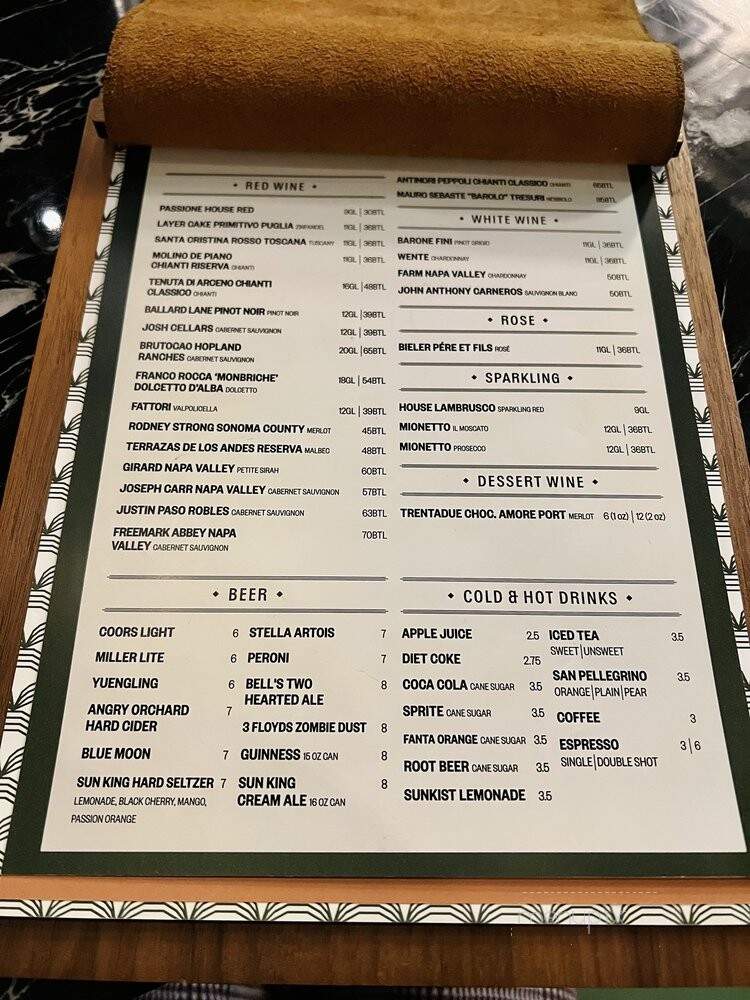 • RED WINE •
PASSIONE HOUSE RED 9GL | 30BTL
LAYER CAKE PRIMITIVO PUGLIA ZINFANDEL 11GL | 36BTL
SANTA CRISTINA ROSSO TOSCANA TUSCANY 11GL | 36BTL
MOLINO DE PIANO 11GL | 36BTL
CHIANTI RISERVA CHIANTI
TENUTA DI ARCENO CHIANTI 16GL | 48BTL
CLASSICO CHIANTI
BALLARD LANE PINOT NOIR PINOT NOIR 12GL | 39BTL
JOSH CELLARS CABERNET SAUVIGNON 12GL | 39BTL
BRUTOCAO HOPLAND 20GL | 65BTL
RANCHES CABERNET SAUVIGNON
FRANCO ROCCA 'MONBRICHE' 18GL | 54BTL
DOLCETTO D'ALBA DOLCETTO
FATTORI VALPOLICELLA 12GL | 39BTL
RODNEY STRONG SONOMA COUNTY MERLOT 45BTL
TERRAZAS DE LOS ANDES RESERVA MALBEC 48BTL
GIRARD NAPA VALLEY PETITE SIRAH 60BTL
JOSEPH CARR NAPA VALLEY CABERNET SAUVIGNON 57BTL
JUSTIN PASO ROBLES CABERNET SAUVIGNON 63BTL
FREEMARK ABBEY NAPA 70BTL
VALLEY CABERNET SAUVIGNON
ANTINORI PEPPOLI CHIANTI CLASSICO CHIANTI 65BTL
MAURO SEBASTE "BAROLO" TRESURI NEBBIOLO 85BTL
• WHITE WINE •
BARONE FINI PINOT GRIGIO 11GL | 36BTL
WENTE CHARDONNAY 11GL | 36BTL
FARM NAPA VALLEY CHARDONNAY 50BTL
JOHN ANTHONY CARNEROS SAUVIGNON BLANC 50BTL
• ROSE •
BIELER PÉRE ET FILS ROSÉ 11GL | 36BTL
• SPARKLING •
HOUSE LAMBRUSCO SPARKLING RED 9GL
MIONETTO IL MOSCATO 12GL | 36BTL
MIONETTO PROSECCO 12GL | 36BTL
• DESSERT WINE •
TRENTADUE CHOC. AMORE PORT MERLOT 6 (1 oz) | 12 (2 oz)
• BEER •
COORS LIGHT 6
MILLER LITE 6
YUENGLING 6
ANGRY ORCHARD 7
HARD CIDER
BLUE MOON 7
SUN KING HARD SELTZER 7
LEMONADE, BLACK CHERRY, MANGO,
PASSION ORANGE
STELLA ARTOIS 7
PERONI 7
BELL'S TWO 8
HEARTED ALE
3 FLOYDS ZOMBIE DUST 8
GUINNESS 15 OZ CAN 8
SUN KING 8
CREAM ALE 16 OZ CAN
• COLD & HOT DRINKS •
APPLE JUICE 2.5
DIET COKE 2.75
COCA COLA CANE SUGAR 3.5
SPRITE CANE SUGAR 3.5
FANTA ORANGE CANE SUGAR 3.5
ROOT BEER CANE SUGAR 3.5
SUNKIST LEMONADE 3.5
ICED TEA 3.5
SWEET|UNSWEET
SAN PELLEGRINO 3.5
ORANGE|PLAIN|PEAR
COFFEE 3
ESPRESSO 3 | 6
SINGLE|DOUBLE SHOT